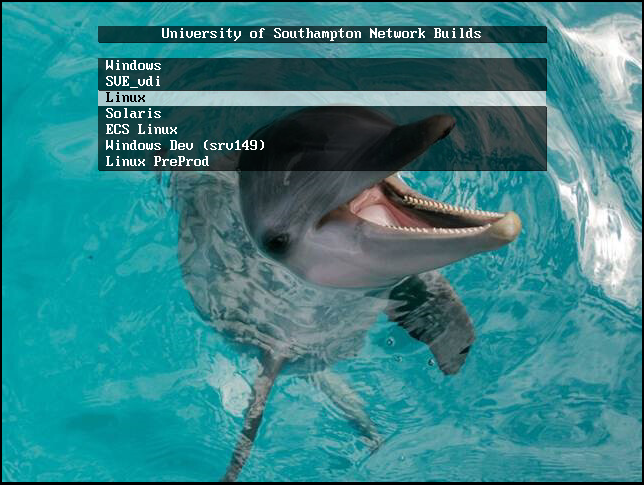 University of Southampton Network Builds
Windows
SVE_vdi
Linux
Solaris
ECS Linux
Windows Dev (srv149)
Linux PreProd